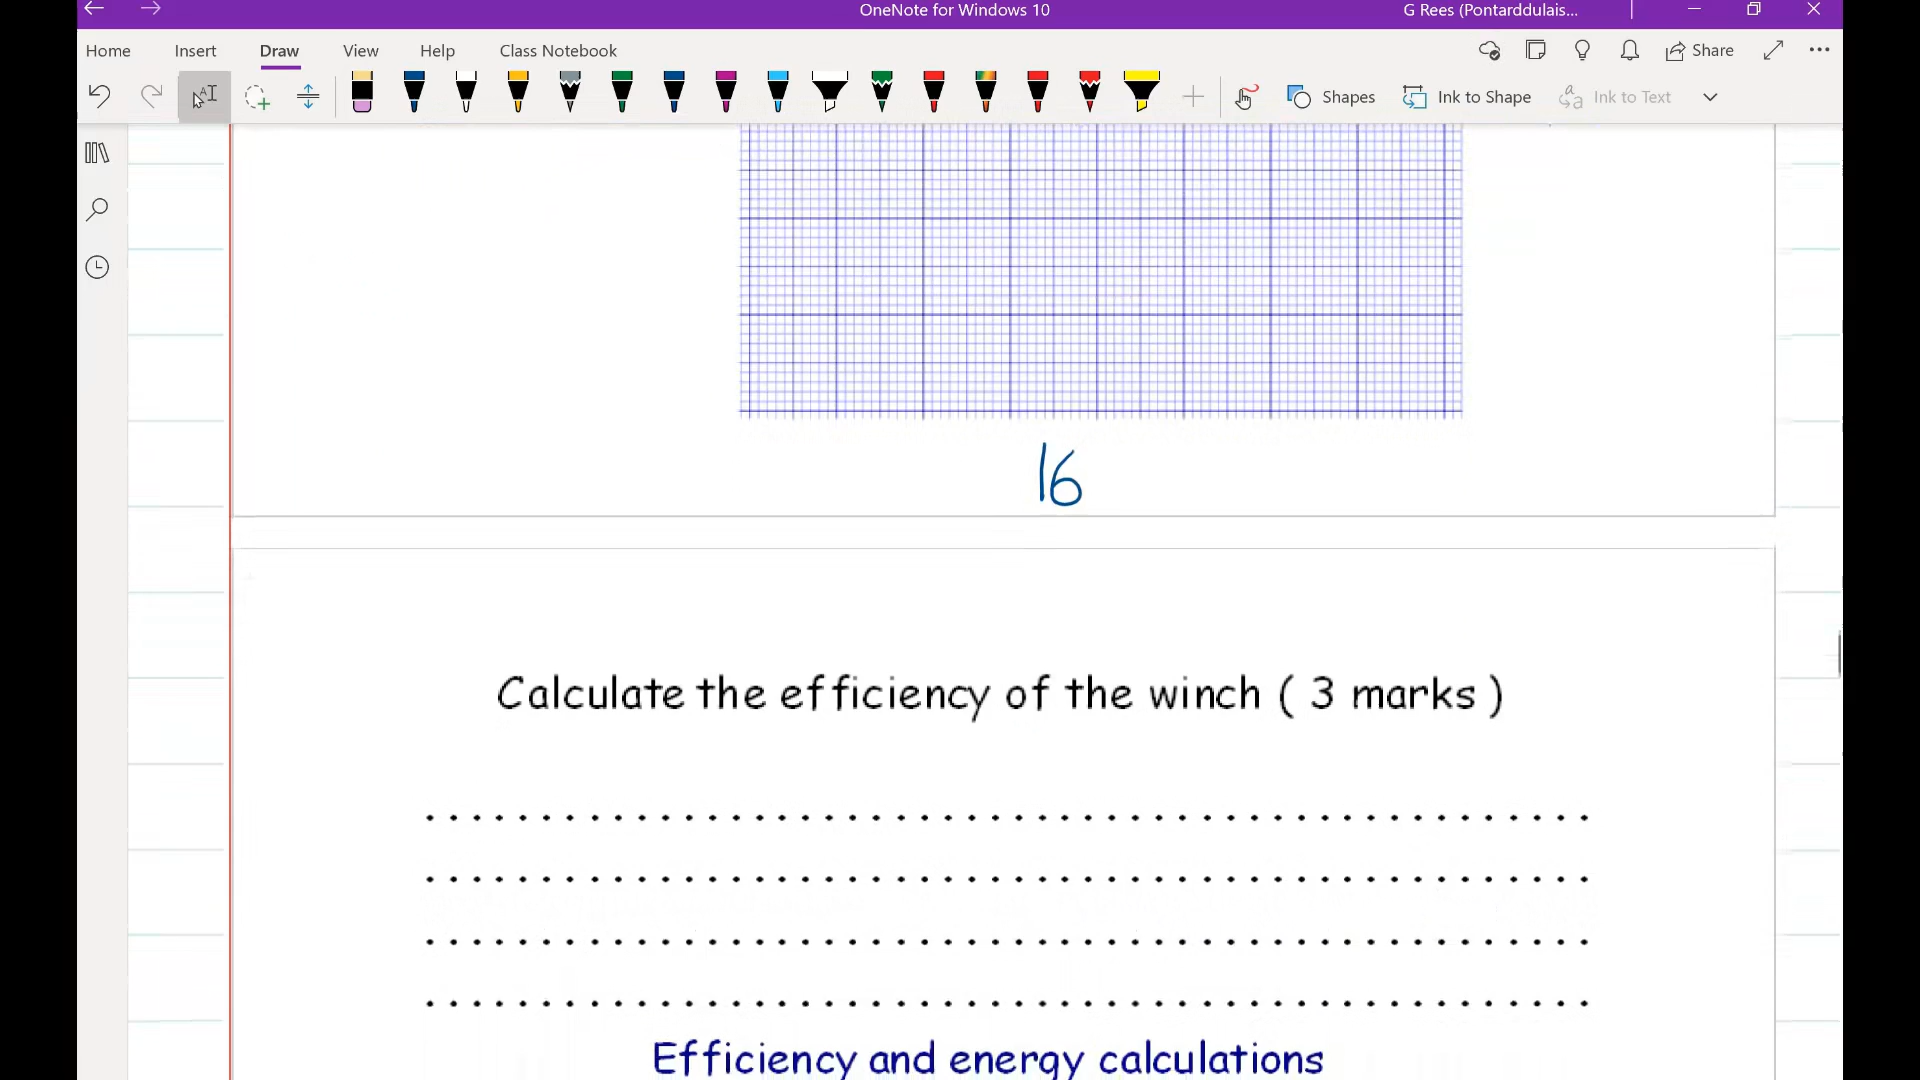 OneNote for Windows 10
G Rees (Pontarddulais...
Home Insert Draw View Help Class Notebook
Share
Shapes Ink to Shape Ink to Text
16
Calculate the efficiency of the winch ( 3 marks )
Efficiency and energy calculations